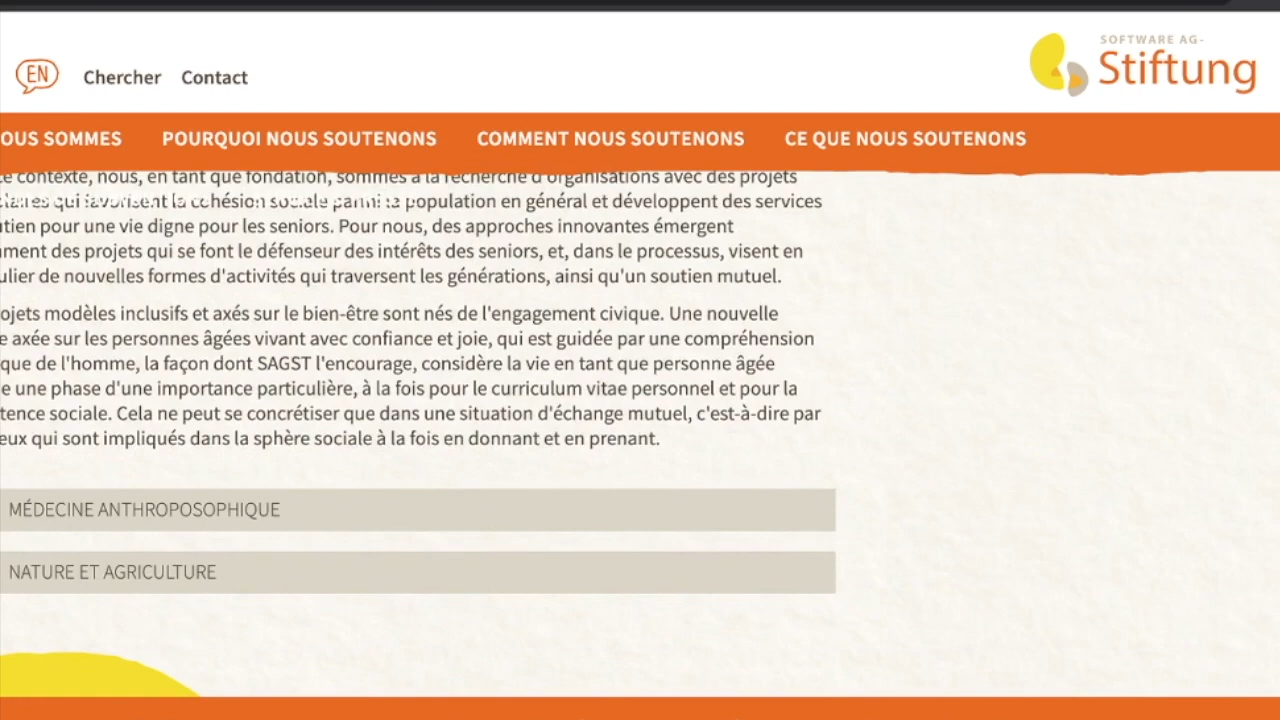 EN Chercher Contact
SOFTWARE AG-
Stiftung
OUS SOMMES POURQUOI NOUS SOUTENONS COMMENT NOUS SOUTENONS CE QUE NOUS SOUTENONS
ce contexte, nous, en tant que fondation, sommes à la recherche d'organisations avec des projets
qui favorisent la cohésion sociale parmi la population en général et développent des services
tien pour une vie digne pour les seniors. Pour nous, des approches innovantes émergent
ment des projets qui se font le défenseur des intérêts des seniors, et, dans le processus, visent en
ulier de nouvelles formes d'activités qui traversent les générations, ainsi qu'un soutien mutuel.
ojets modèles inclusifs et axés sur le bien-être sont nés de l'engagement civique. Une nouvelle
e axée sur les personnes âgées vivant avec confiance et joie, qui est guidée par une compréhension
que de l'homme, la façon dont SAGST l'encourage, considère la vie en tant que personne âgée
e une phase d'une importance particulière, à la fois pour le curriculum vitae personnel et pour la
tence sociale. Cela ne peut se concrétiser que dans une situation d'échange mutuel, c'est-à-dire par
eux qui sont impliqués dans la sphère sociale à la fois en donnant et en prenant.
MÉDECINE ANTHROPOSOPHIQUE
NATURE ET AGRICULTURE